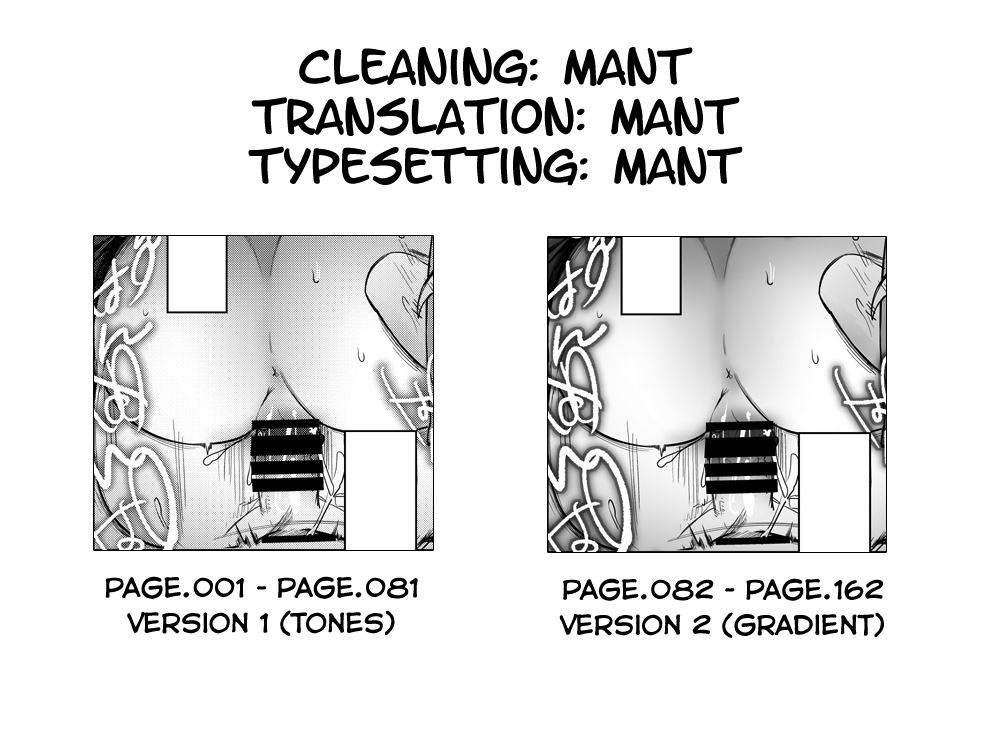 CLEANING: MANT
TRANSLATION: MANT
TYPESETTING: MANT
PAGE.001 - PAGE.081
VERSION 1 (TONES)
PAGE.082 - PAGE.162
VERSION 2 (GRADIENT)